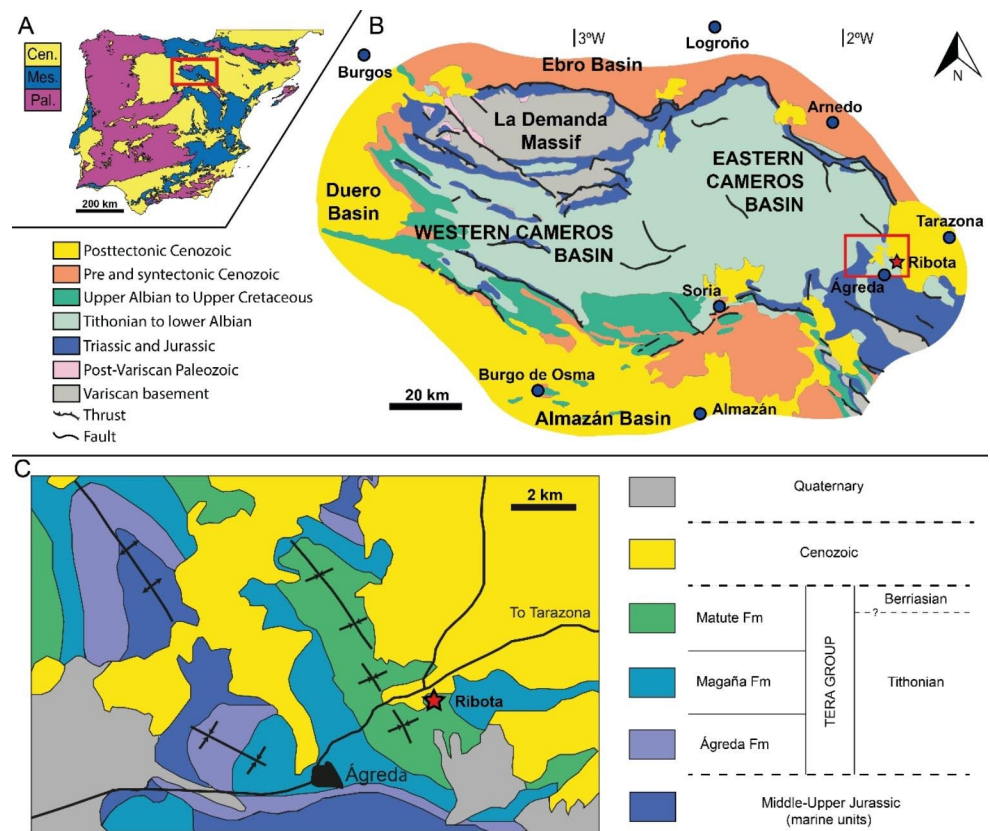 A
Cen.
Mes.
Pal.
200 km
B
3ºW
Logroño
2ºW
N
Burgos
Ebro Basin
La Demanda
Massif
Arnedo
EASTERN
CAMEROS
BASIN
Duero
Basin
WESTERN CAMEROS
BASIN
Tarazona
Ribota
Ágreda
Soria
Burgo de Osma
20 km
Almazán Basin
Almazán
Posttectonic Cenozoic
Pre and syntectonic Cenozoic
Upper Albian to Upper Cretaceous
Tithonian to lower Albian
Triassic and Jurassic
Post-Variscan Paleozoic
Variscan basement
Thrust
Fault
C
2 km
To Tarazona
Ribota
Ágreda
Quaternary
Cenozoic
Matute Fm
Berriasian
?
Magaña Fm
TERA GROUP
Tithonian
Ágreda Fm
Middle-Upper Jurassic
(marine units)